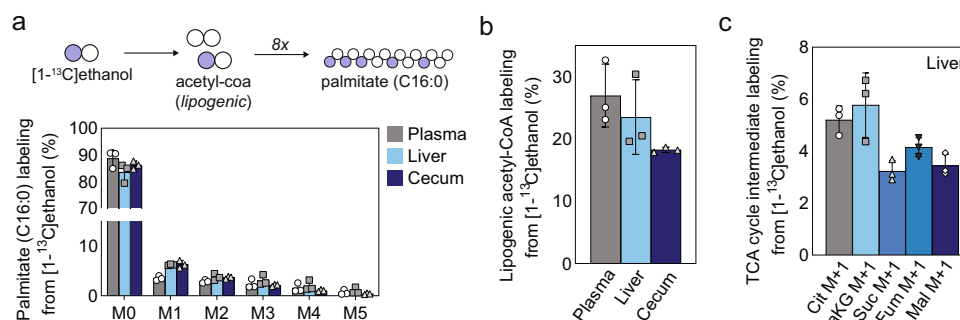 a
[1-¹³C]ethanol
acetyl-coa
(lipogenic)
8x
palmitate (C16:0)
Palmitate (C16:0) labeling
from [1-¹³C]ethanol (%)
100
90
80
70
60
10
0
Plasma
Liver
Cecum
M0
M1
M2
M3
M4
M5
b
Lipogenic acetyl-CoA labeling
from [1-¹³C]ethanol (%)
30
20
10
0
Plasma
Liver
Cecum
c
TCA cycle intermediate labeling
from [1-¹³C]ethanol (%)
8
6
4
2
0
Liver
Cit M+1
aKG M+1
Suc M+1
Fum M+1
Mal M+1